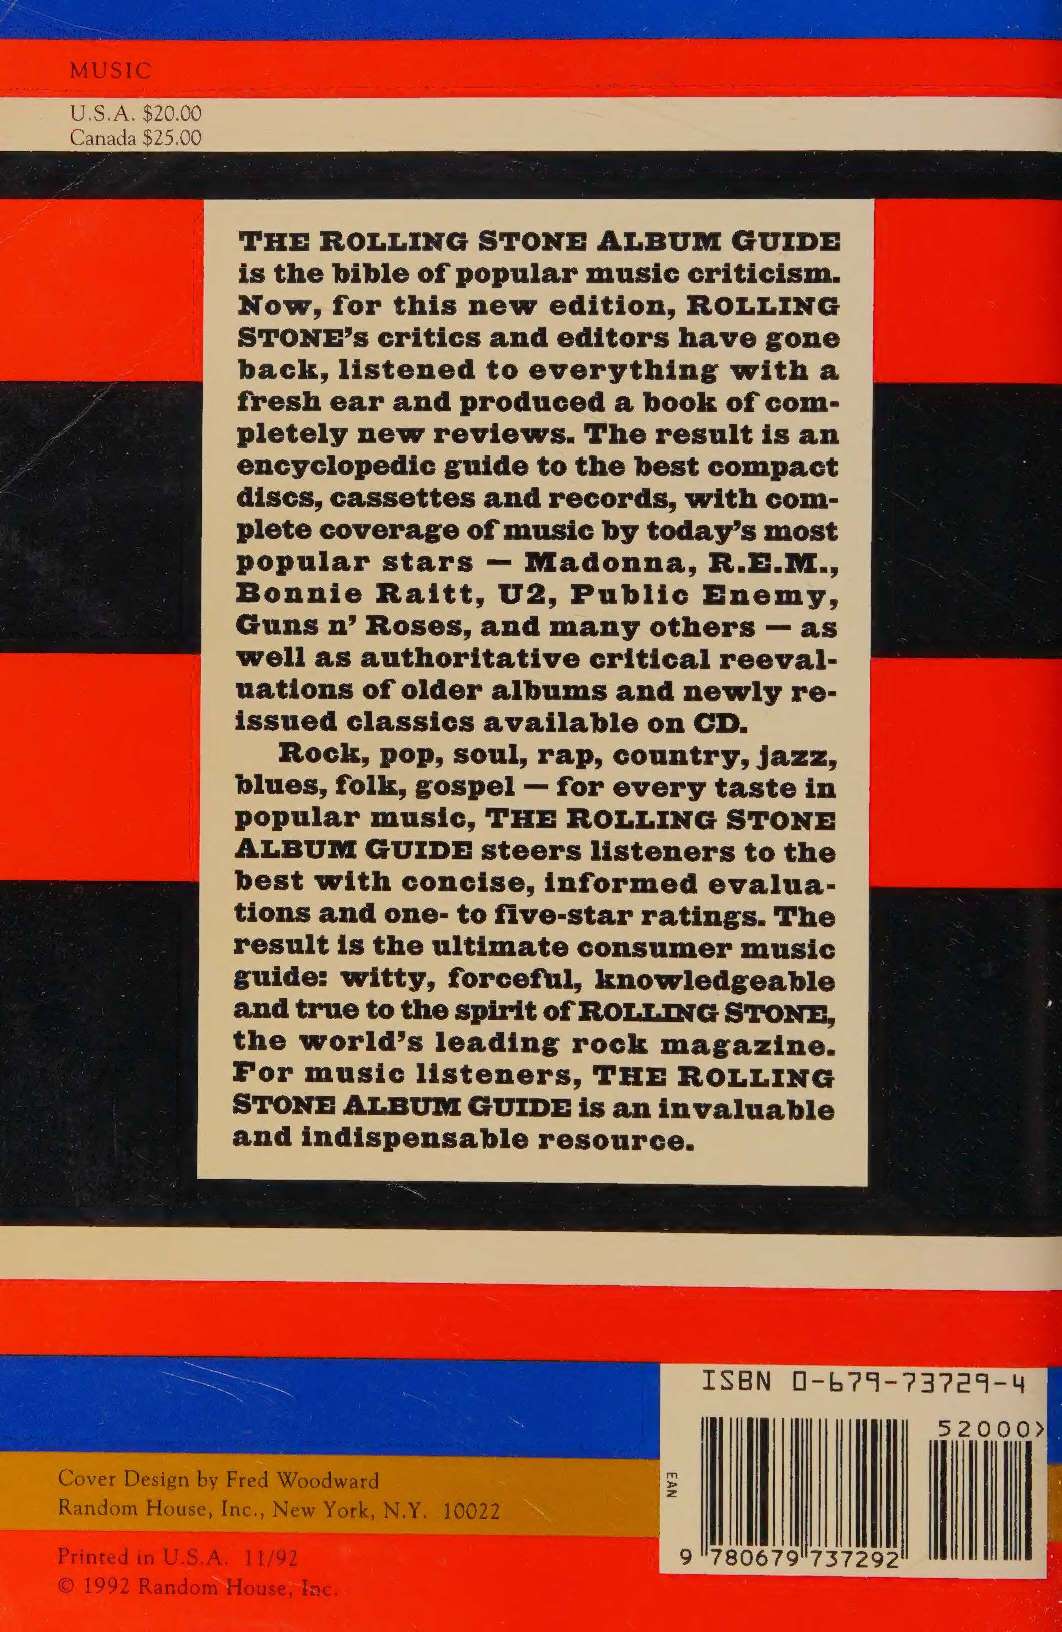 MUSIC
U.S.A. $20.00
Canada $25.00
THE ROLLING STONE ALBUM GUIDE
is the bible of popular music criticism.
Now, for this new edition, ROLLING
STONE's critics and editors have gone
back, listened to everything with a
fresh ear and produced a book of com-
pletely new reviews. The result is an
encyclopedic guide to the best compact
discs, cassettes and records, with com-
plete coverage of music by today's most
popular stars — Madonna, R.E.M.,
Bonnie Raitt, U2, Public Enemy,
Guns n' Roses, and many others — as
well as authoritative critical reeval-
uations of older albums and newly re-
issued classics available on CD.
Rock, pop, soul, rap, country, jazz,
blues, folk, gospel — for every taste in
popular music, THE ROLLING STONE
ALBUM GUIDE steers listeners to the
best with concise, informed evalua-
tions and one- to five-star ratings. The
result is the ultimate consumer music
guide: witty, forceful, knowledgeable
and true to the spirit of ROLLING STONE,
the world's leading rock magazine.
For music listeners, THE ROLLING
STONE ALBUM GUIDE is an invaluable
and indispensable resource.
ISBN 0-679-73729-4
52000>
EAN
9 780679 737292
Cover Design by Fred Woodward
Random House, Inc., New York, N.Y. 10022
Printed in U.S.A. 11/92
© 1992 Random House, Inc.